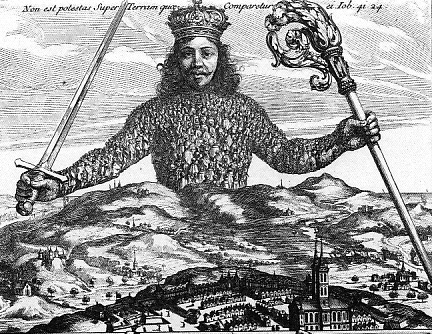 Non est potestas Super Terram quæ Comparetur ei Iob. 41 24